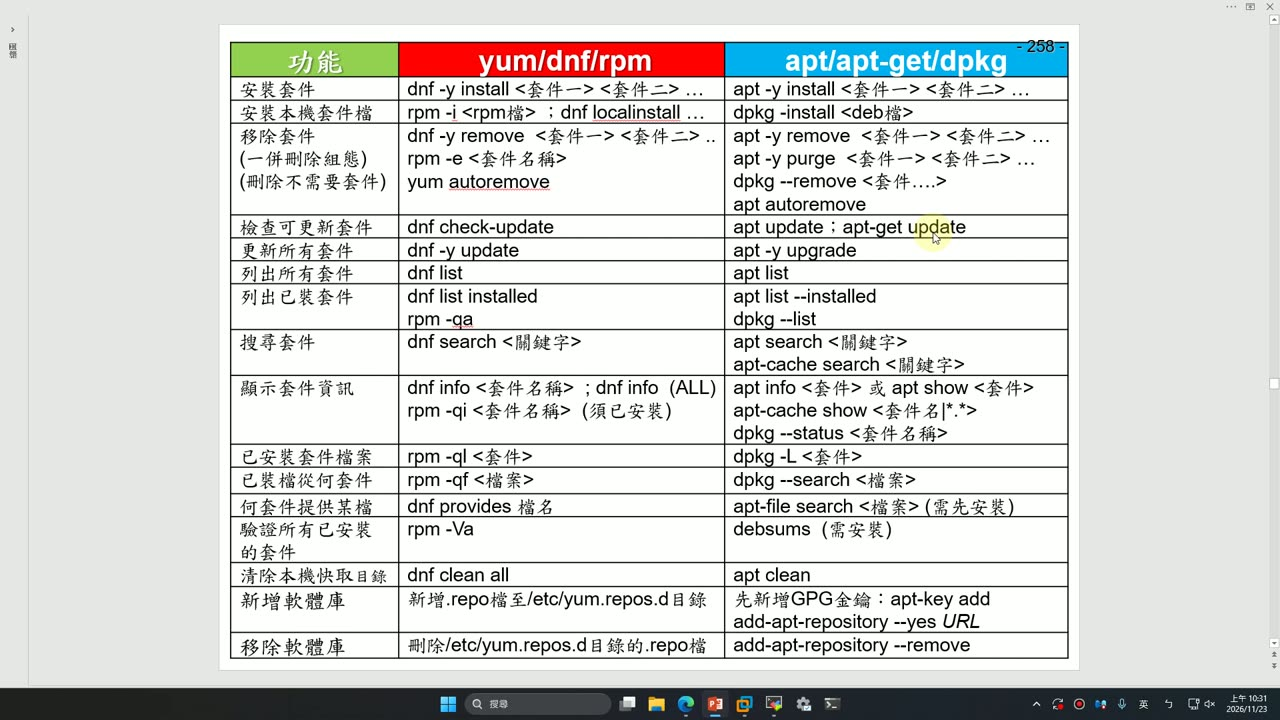 - 258 -
功能 yum/dnf/rpm apt/apt-get/dpkg
安裝套件 dnf -y install <套件一> <套件二> … apt -y install <套件一> <套件二> …
安裝本機套件檔 rpm -i <rpm檔> ；dnf localinstall … dpkg -install <deb檔>
移除套件 dnf -y remove <套件一> <套件二> .. apt -y remove <套件一> <套件二> …
(一併刪除組態) rpm -e <套件名稱> apt -y purge <套件一> <套件二> …
(刪除不需要套件) yum autoremove dpkg --remove <套件….>
apt autoremove
檢查可更新套件 dnf check-update apt update；apt-get update
更新所有套件 dnf -y update apt -y upgrade
列出所有套件 dnf list apt list
列出已裝套件 dnf list installed apt list --installed
rpm -qa dpkg --list
搜尋套件 dnf search <關鍵字> apt search <關鍵字>
apt-cache search <關鍵字>
顯示套件資訊 dnf info <套件名稱> ; dnf info (ALL) apt info <套件> 或 apt show <套件>
rpm -qi <套件名稱> (須已安裝) apt-cache show <套件名|*.*>
dpkg --status <套件名稱>
已安裝套件檔案 rpm -ql <套件> dpkg -L <套件>
已裝檔從何套件 rpm -qf <檔案> dpkg --search <檔案>
何套件提供某檔 dnf provides 檔名 apt-file search <檔案> (需先安裝)
驗證所有已安裝 rpm -Va debsums (需安裝)
的套件
清除本機快取目錄 dnf clean all apt clean
新增軟體庫 新增.repo檔至/etc/yum.repos.d目錄 先新增GPG金鑰：apt-key add
add-apt-repository --yes URL
移除軟體庫 刪除/etc/yum.repos.d目錄的.repo檔 add-apt-repository --remove
搜尋
英
ㄅ
上午 10:31
2026/11/23